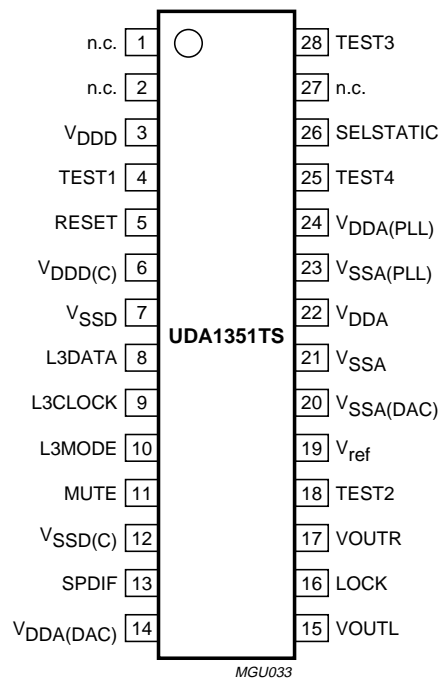 n.c. 1
n.c. 2
VDDD 3
TEST1 4
RESET 5
VDDD(C) 6
VSSD 7
L3DATA 8
L3CLOCK 9
L3MODE 10
MUTE 11
VSSD(C) 12
SPDIF 13
VDDA(DAC) 14
UDA1351TS
28 TEST3
27 n.c.
26 SELSTATIC
25 TEST4
24 VDDA(PLL)
23 VSSA(PLL)
22 VDDA
21 VSSA
20 VSSA(DAC)
19 Vref
18 TEST2
17 VOUTR
16 LOCK
15 VOUTL
MGU033